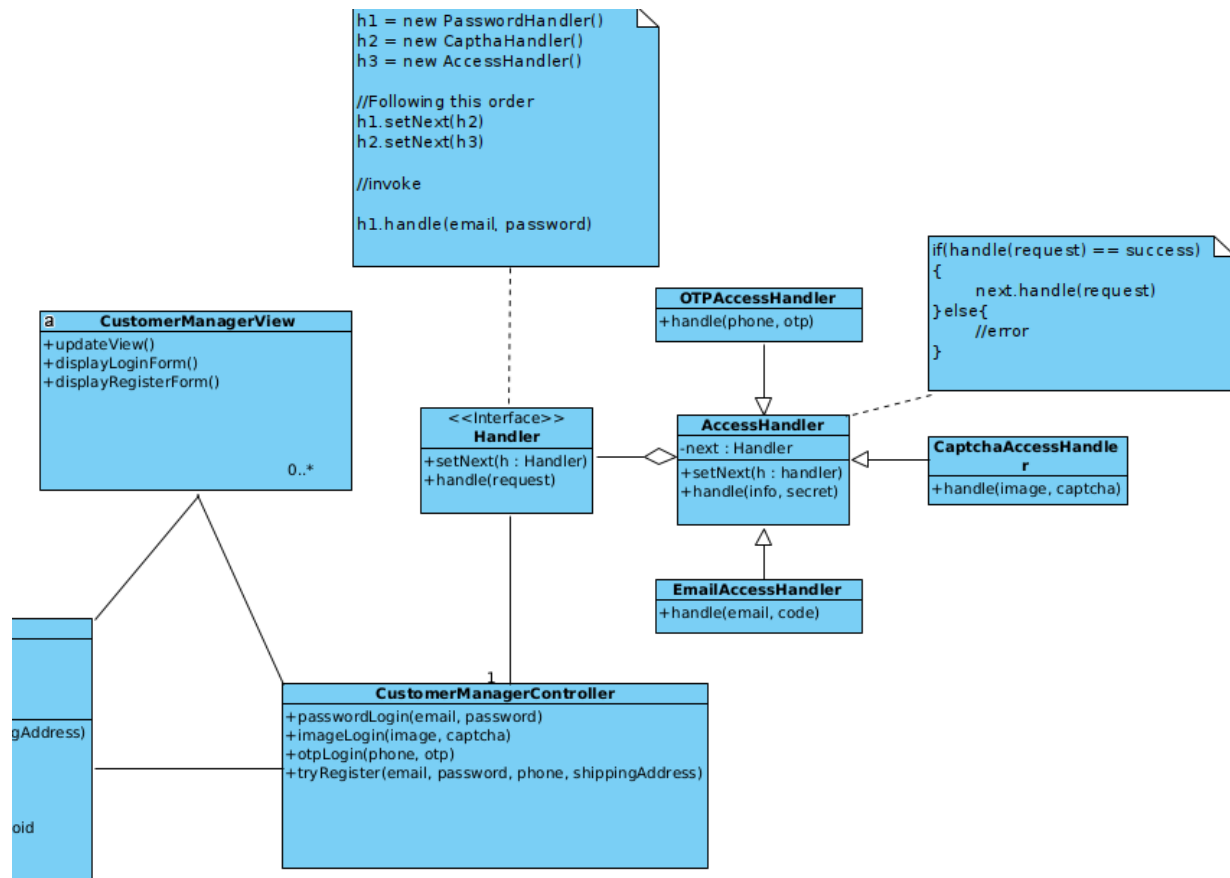 h1 = new PasswordHandler()
h2 = new CapthaHandler()
h3 = new AccessHandler()
//Following this order
h1.setNext(h2)
h2.setNext(h3)
//invoke
h1.handle(email, password)
if(handle(request) == success)
{
next.handle(request)
}else{
//error
}
OTPAccessHandler
+handle(phone, otp)
a
CustomerManagerView
+updateView()
+displayLoginForm()
+displayRegisterForm()
0..*
<<Interface>>
Handler
+setNext(h : Handler)
+handle(request)
AccessHandler
-next : Handler
+setNext(h : handler)
+handle(info, secret)
CaptchaAccessHandle
r
+handle(image, captcha)
EmailAccessHandler
+handle(email, code)
1
CustomerManagerController
+passwordLogin(email, password)
+imageLogin(image, captcha)
+otpLogin(phone, otp)
+tryRegister(email, password, phone, shippingAddress)
gAddress)
oid